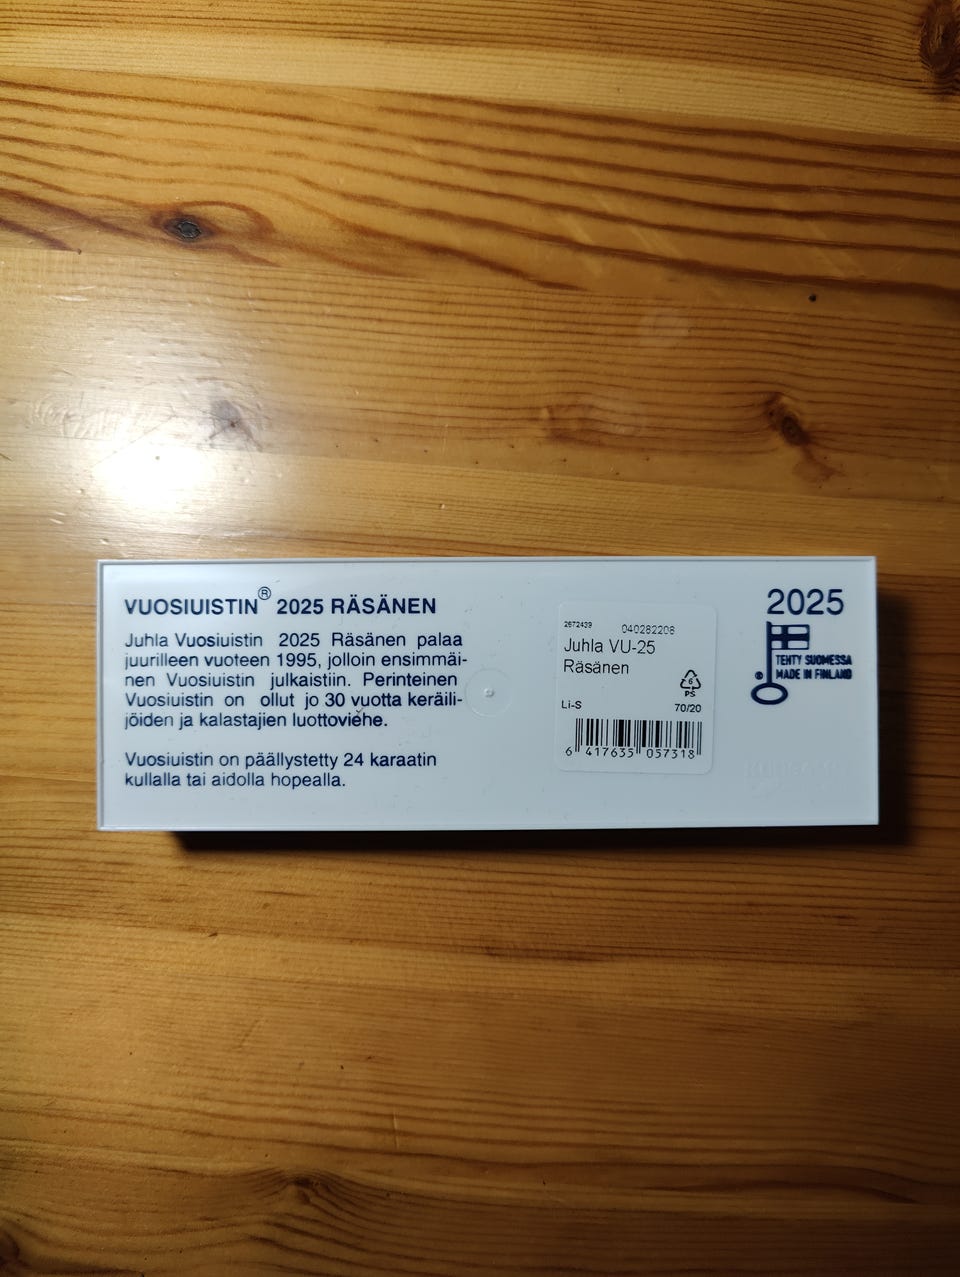 VUOSIUISTIN® 2025 RÄSÄNEN
Juhla Vuosiuistin 2025 Räsänen palaa
juurilleen vuoteen 1995, jolloin ensimmäi-
nen Vuosiuistin julkaistiin. Perinteinen
Vuosiuistin on ollut jo 30 vuotta keräili-
jöiden ja kalastajien luottoviehe.
Vuosiuistin on päällystetty 24 karaatin
kullalla tai aidolla hopealla.
2672439 040282208
Juhla VU-25
Räsänen
6
PS
Li-S 70/20
6 417635 057318
2025
TEHTY SUOMESSA
® MADE IN FINLAND